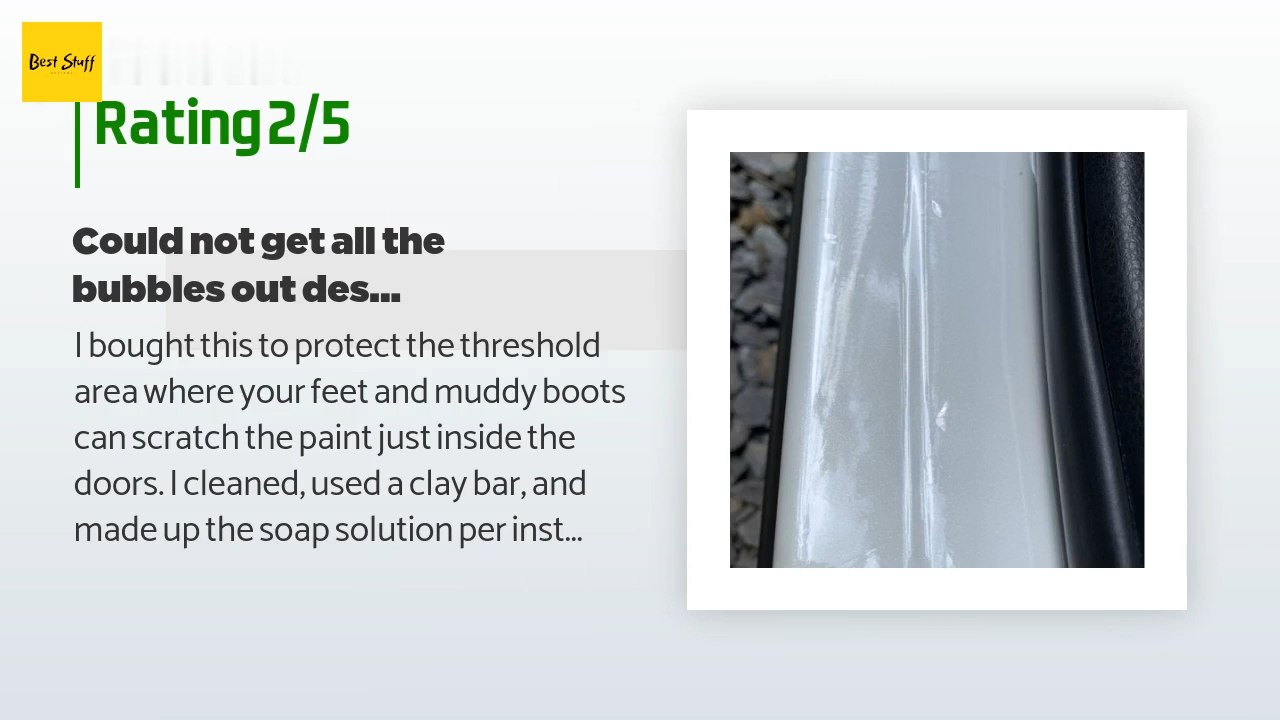 Best Stuff
Rating 2/5
Could not get all the
bubbles out des...
I bought this to protect the threshold
area where your feet and muddy boots
can scratch the paint just inside the
doors. I cleaned, used a clay bar, and
made up the soap solution per inst...